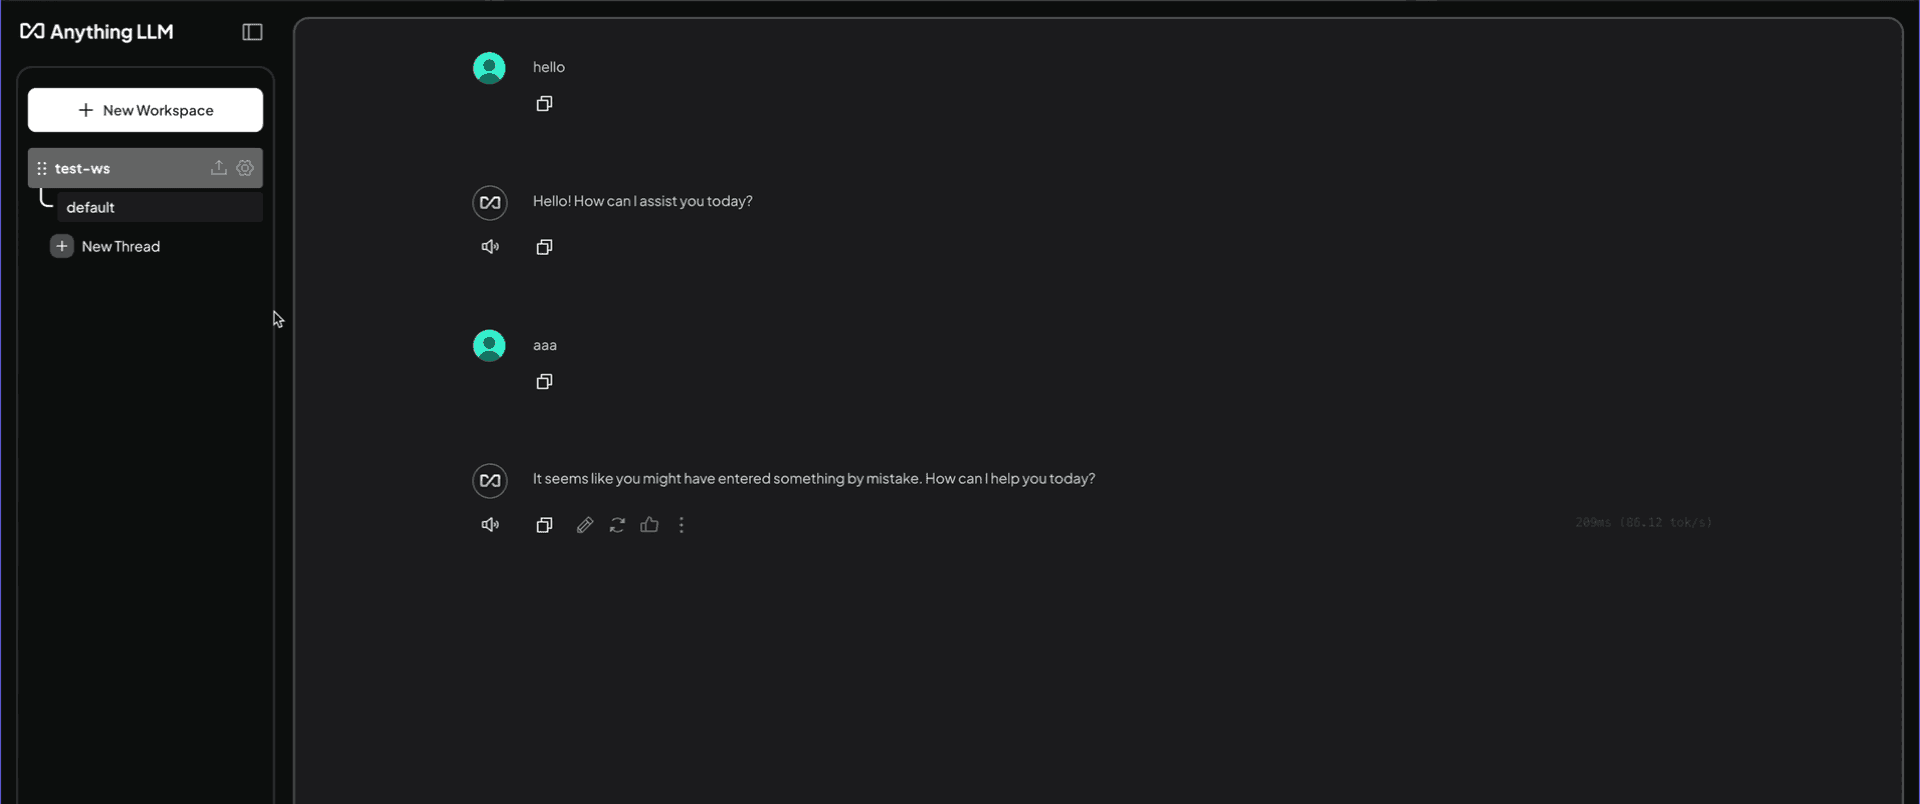 Anything LLM
New Workspace
test-ws
default
New Thread
hello
Hello! How can I assist you today?
aaa
It seems like you might have entered something by mistake. How can I help you today?
209ms (86.12 tok/s)